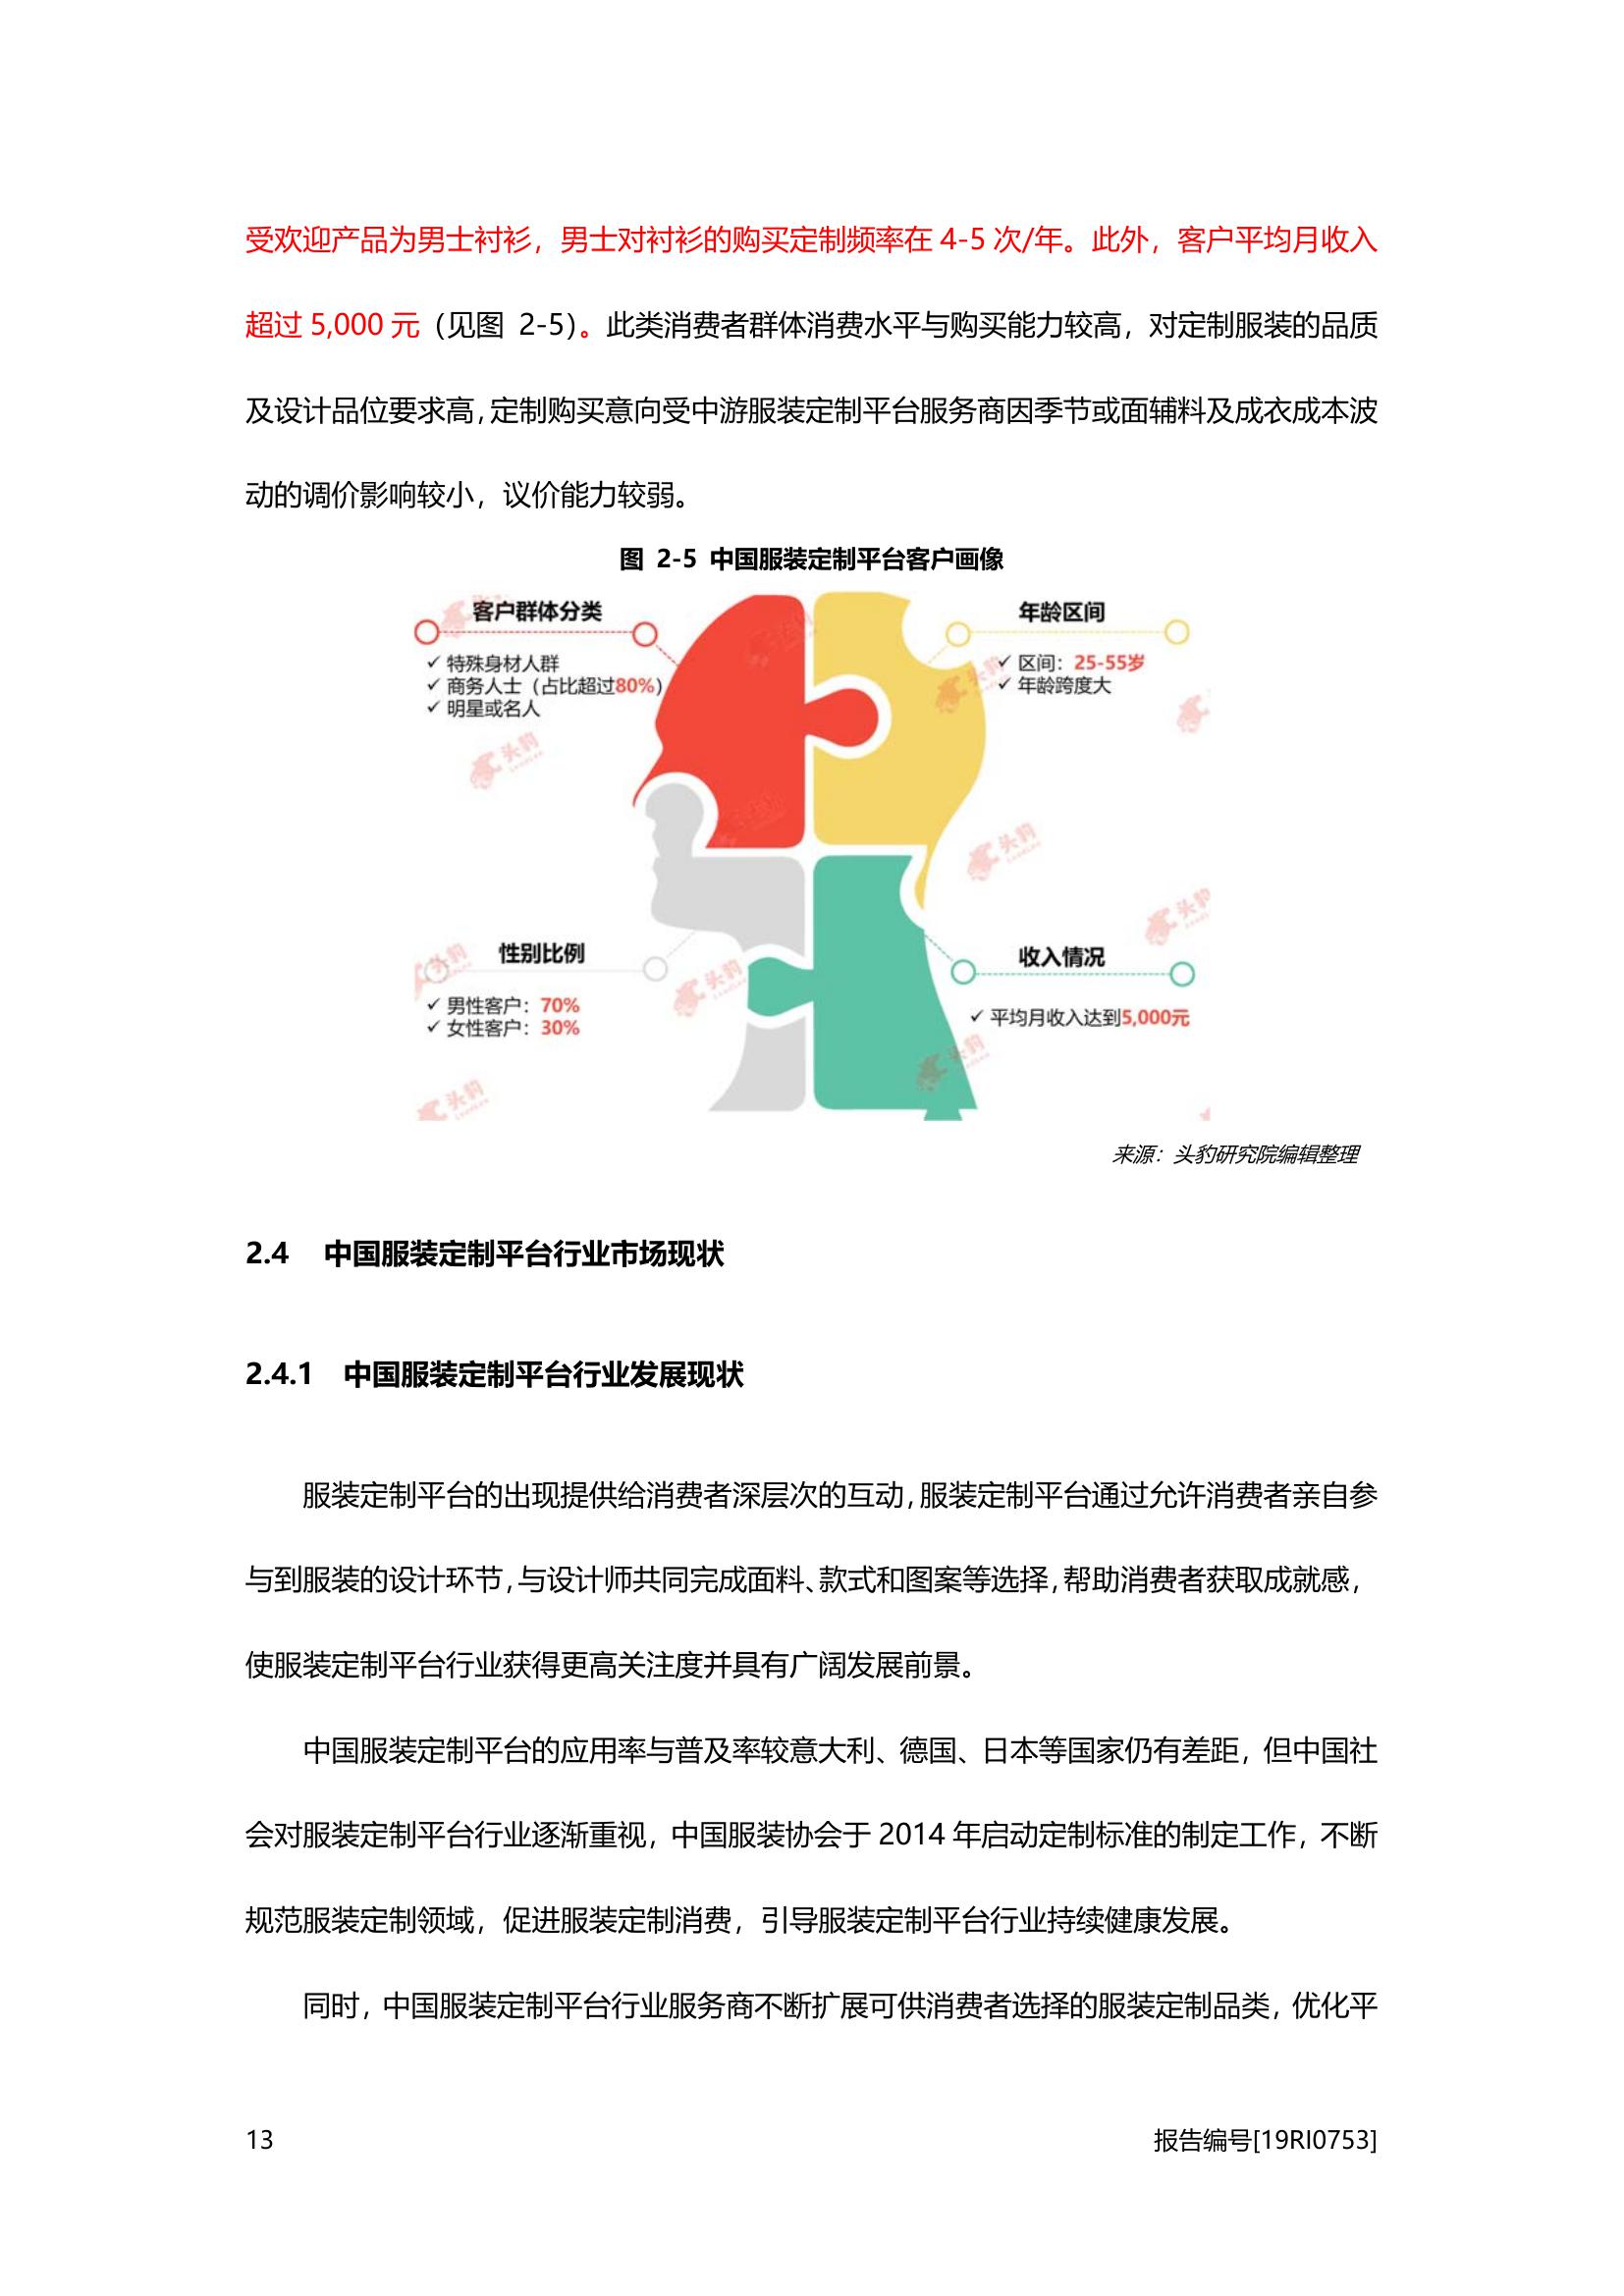 受欢迎产品为男士衬衫，男士对衬衫的购买定制频率在 4-5 次/年。此外，客户平均月收入
超过 5,000 元（见图 2-5）。此类消费者群体消费水平与购买能力较高，对定制服装的品质
及设计品位要求高，定制购买意向受中游服装定制平台服务商因季节或面辅料及成衣成本波
动的调价影响较小，议价能力较弱。
图 2-5 中国服装定制平台客户画像
客户群体分类
✓ 特殊身材人群
✓ 商务人士（占比超过80%）
✓ 明星或名人
年龄区间
✓ 区间：25-55岁
✓ 年龄跨度大
性别比例
✓ 男性客户：70%
✓ 女性客户：30%
收入情况
✓ 平均月收入达到5,000元
头豹
头豹
头豹
头豹
头豹
头豹
头豹
来源：头豹研究院编辑整理
2.4 中国服装定制平台行业市场现状
2.4.1 中国服装定制平台行业发展现状
服装定制平台的出现提供给消费者深层次的互动，服装定制平台通过允许消费者亲自参
与到服装的设计环节，与设计师共同完成面料、款式和图案等选择，帮助消费者获取成就感，
使服装定制平台行业获得更高关注度并具有广阔发展前景。
中国服装定制平台的应用率与普及率较意大利、德国、日本等国家仍有差距，但中国社
会对服装定制平台行业逐渐重视，中国服装协会于 2014 年启动定制标准的制定工作，不断
规范服装定制领域，促进服装定制消费，引导服装定制平台行业持续健康发展。
同时，中国服装定制平台行业服务商不断扩展可供消费者选择的服装定制品类，优化平
13
报告编号[19RI0753]